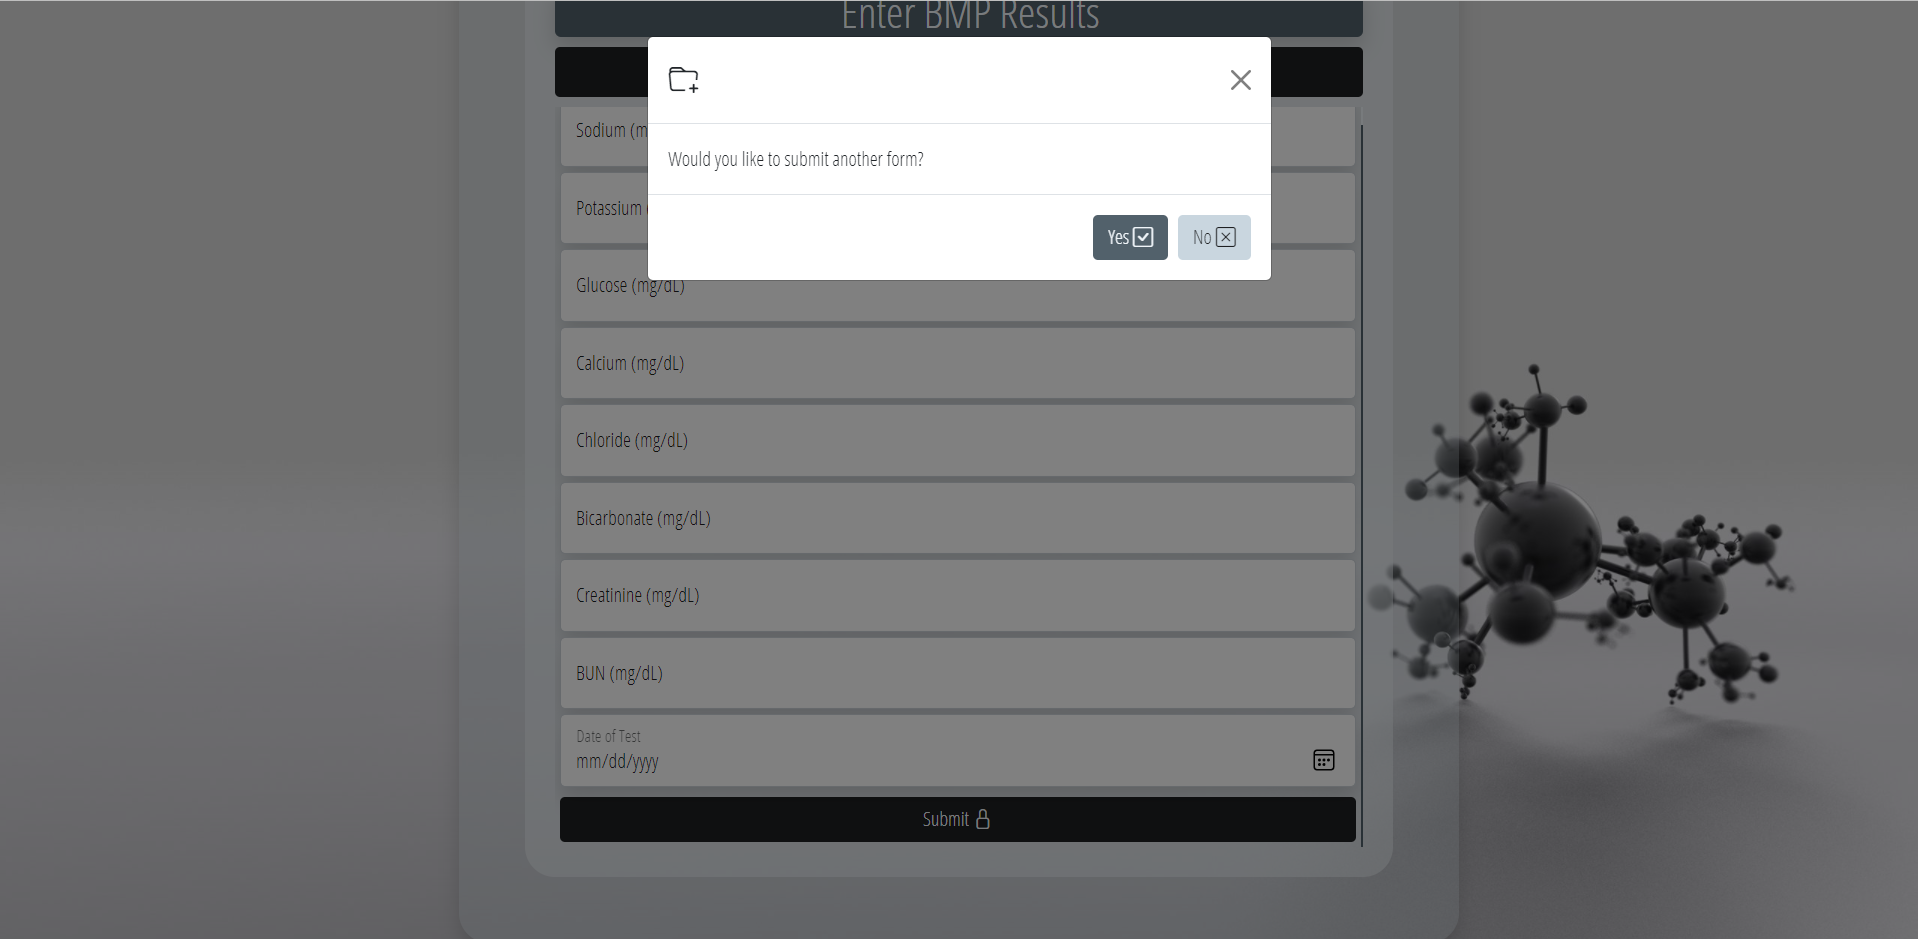 Enter BMP Results
Would you like to submit another form?
Yes
No
Sodium (m
Potassium
Glucose (mg/dL)
Calcium (mg/dL)
Chloride (mg/dL)
Bicarbonate (mg/dL)
Creatinine (mg/dL)
BUN (mg/dL)
Date of Test
mm/dd/yyyy
Submit